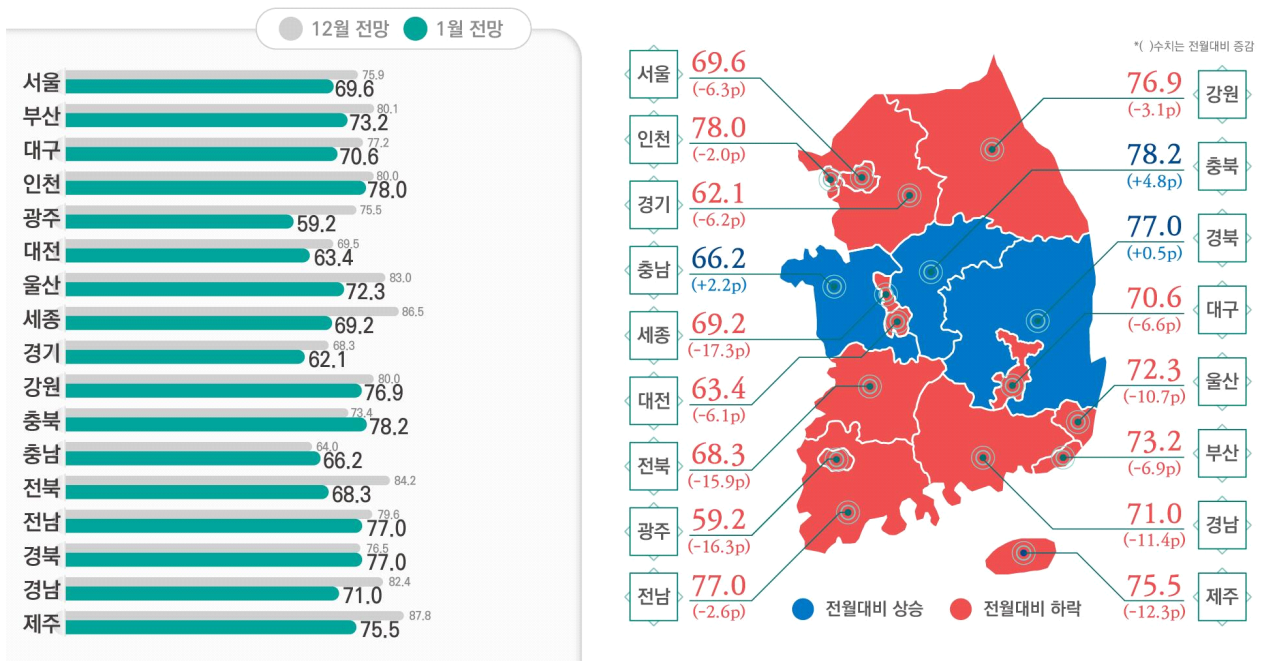 12월 전망 1월 전망
서울 75.9 69.6
부산 80.1 73.2
대구 77.2 70.6
인천 80.0 78.0
광주 75.5 59.2
대전 69.5 63.4
울산 83.0 72.3
세종 86.5 69.2
경기 68.3 62.1
강원 80.0 76.9
충북 73.4 78.2
충남 64.0 66.2
전북 84.2 68.3
전남 79.6 77.0
경북 76.5 77.0
경남 82.4 71.0
제주 87.8 75.5
*( )수치는 전월대비 증감
서울 69.6
(-6.3p)
인천 78.0
(-2.0p)
경기 62.1
(-6.2p)
충남 66.2
(+2.2p)
세종 69.2
(-17.3p)
대전 63.4
(-6.1p)
전북 68.3
(-15.9p)
광주 59.2
(-16.3p)
전남 77.0
(-2.6p)
76.9 강원
(-3.1p)
78.2 충북
(+4.8p)
77.0 경북
(+0.5p)
70.6 대구
(-6.6p)
72.3 울산
(-10.7p)
73.2 부산
(-6.9p)
71.0 경남
(-11.4p)
75.5 제주
(-12.3p)
전월대비 상승 전월대비 하락